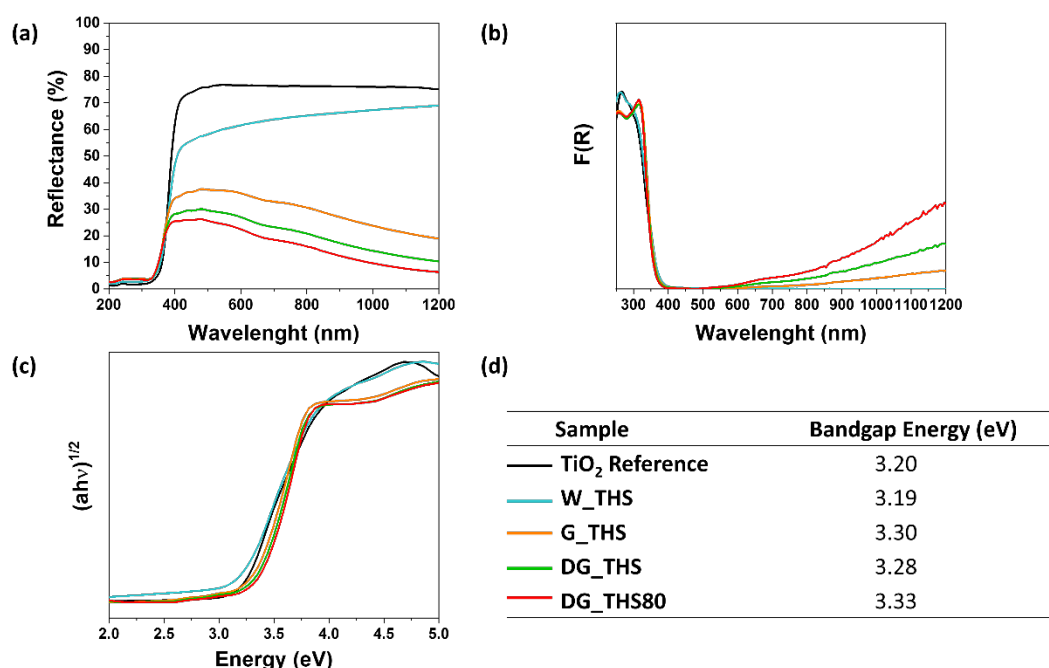 (a)
100
90
80
70
60
50
40
30
20
10
0
Reflectance (%)
200 400 600 800 1000 1200
Wavelenght (nm)
(b)
F(R)
300 400 500 600 700 800 900 1000 1100 1200
Wavelenght (nm)
(c)
(ahν)^1/2
2.0 2.5 3.0 3.5 4.0 4.5 5.0
Energy (eV)
(d)
Sample Bandgap Energy (eV)
TiO₂ Reference 3.20
W_THS 3.19
G_THS 3.30
DG_THS 3.28
DG_THS80 3.33